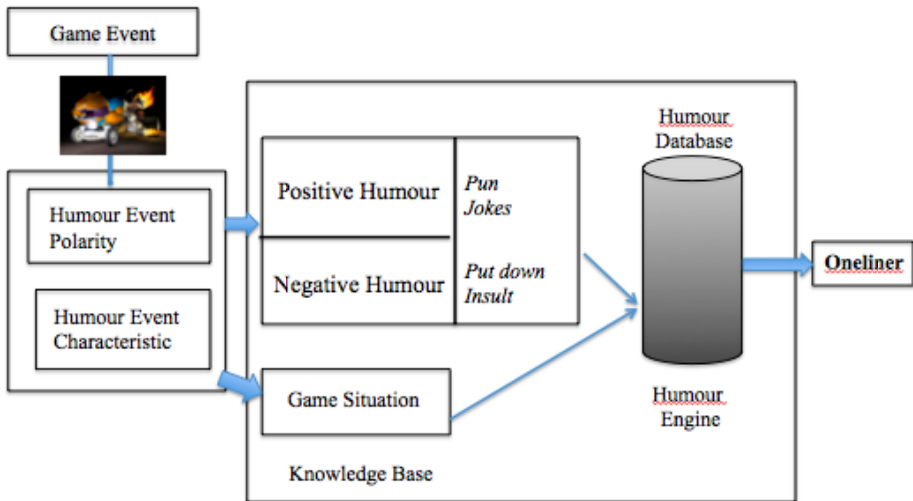 Game Event
Humour Event
Polarity
Humour Event
Characteristic
Positive Humour
Pun
Jokes
Negative Humour
Put down
Insult
Game Situation
Knowledge Base
Humour
Database
Humour
Engine
Oneliner